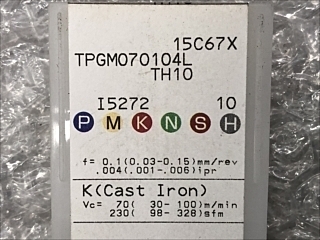 15C67X
TPGM070104L
TH10
I5272 10
P M K N S H
f= 0.1(0.03-0.15)mm/rev
.004(.001-.006)ipr
K(Cast Iron)
Vc= 70( 30- 100)m/min
230( 98- 328)sfm